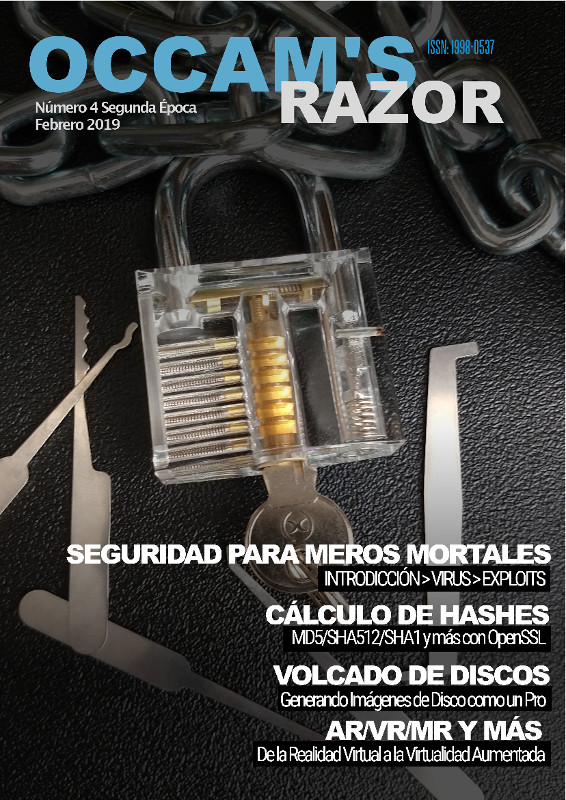 OCCAM'S
ISSN: 1998-0537
RAZOR
Número 4 Segunda Época
Febrero 2019
SEGURIDAD PARA MEROS MORTALES
INTRODICCIÓN > VIRUS > EXPLOITS
CÁLCULO DE HASHES
MD5/SHA512/SHA1 y más con OpenSSL
VOLCADO DE DISCOS
Generando Imágenes de Disco como un Pro
AR/VR/MR Y MÁS
De la Realidad Virtual a la Virtualidad Aumentada